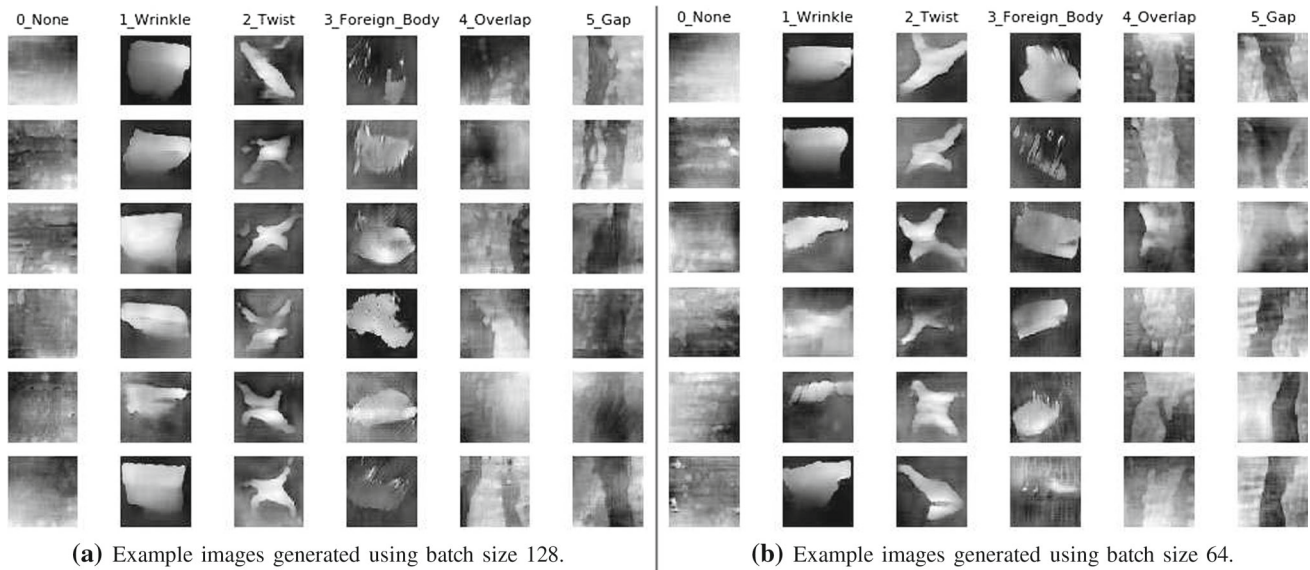 0_None 1_Wrinkle 2_Twist 3_Foreign_Body 4_Overlap 5_Gap
(a) Example images generated using batch size 128.
0_None 1_Wrinkle 2_Twist 3_Foreign_Body 4_Overlap 5_Gap
(b) Example images generated using batch size 64.